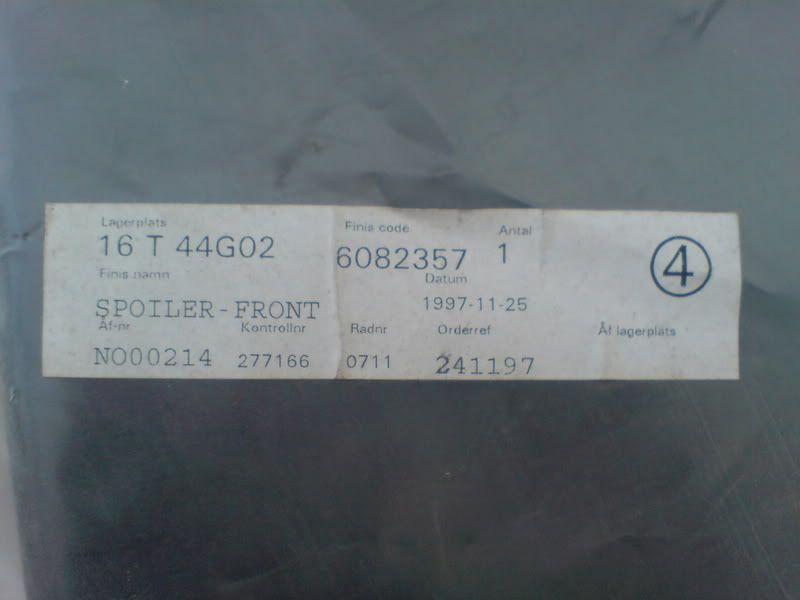 Lagerplats Finis code Antal
16 T 44G02 6082357 1 4
Finis namn Datum
SPOILER-FRONT 1997-11-25
Åf-nr Kontrollnr Radnr Orderref Åf lagerplats
NO00214 277166 0711 241197